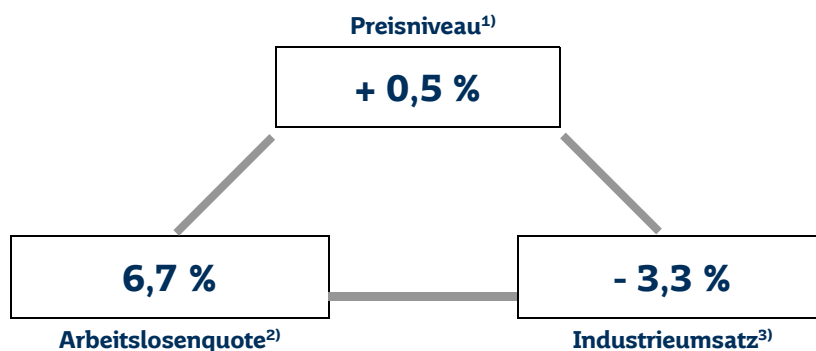 Preisniveau1)
+ 0,5 %
6,7 %
- 3,3 %
Arbeitslosenquote2)
Industrieumsatz3)